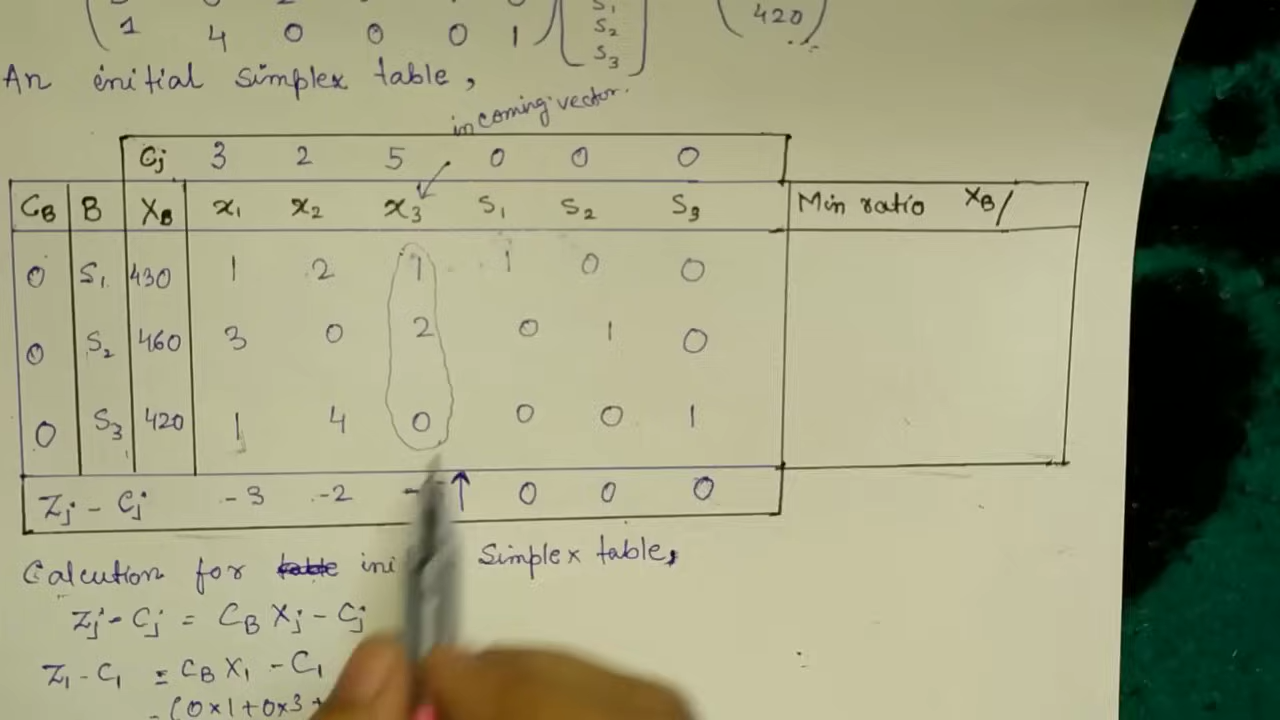 1 4 0 0 0 1 S₁ S₂ S₃ 420
An initial simplex table,
incoming vector.
Cj 3 2 5 0 0 0
CB B XB x₁ x₂ x₃ S₁ S₂ S₃ Min ratio XB/
0 S₁ 430 1 2 1 1 0 0
0 S₂ 460 3 0 2 0 1 0
0 S₃ 420 1 4 0 0 0 1
Zj - Cj -3 -2 0 0 0
Calcution for simplex table,
Zj - Cj = CB Xj - Cj
Z₁ - C₁ = CB X₁ - C₁
= (0×1+0×3+